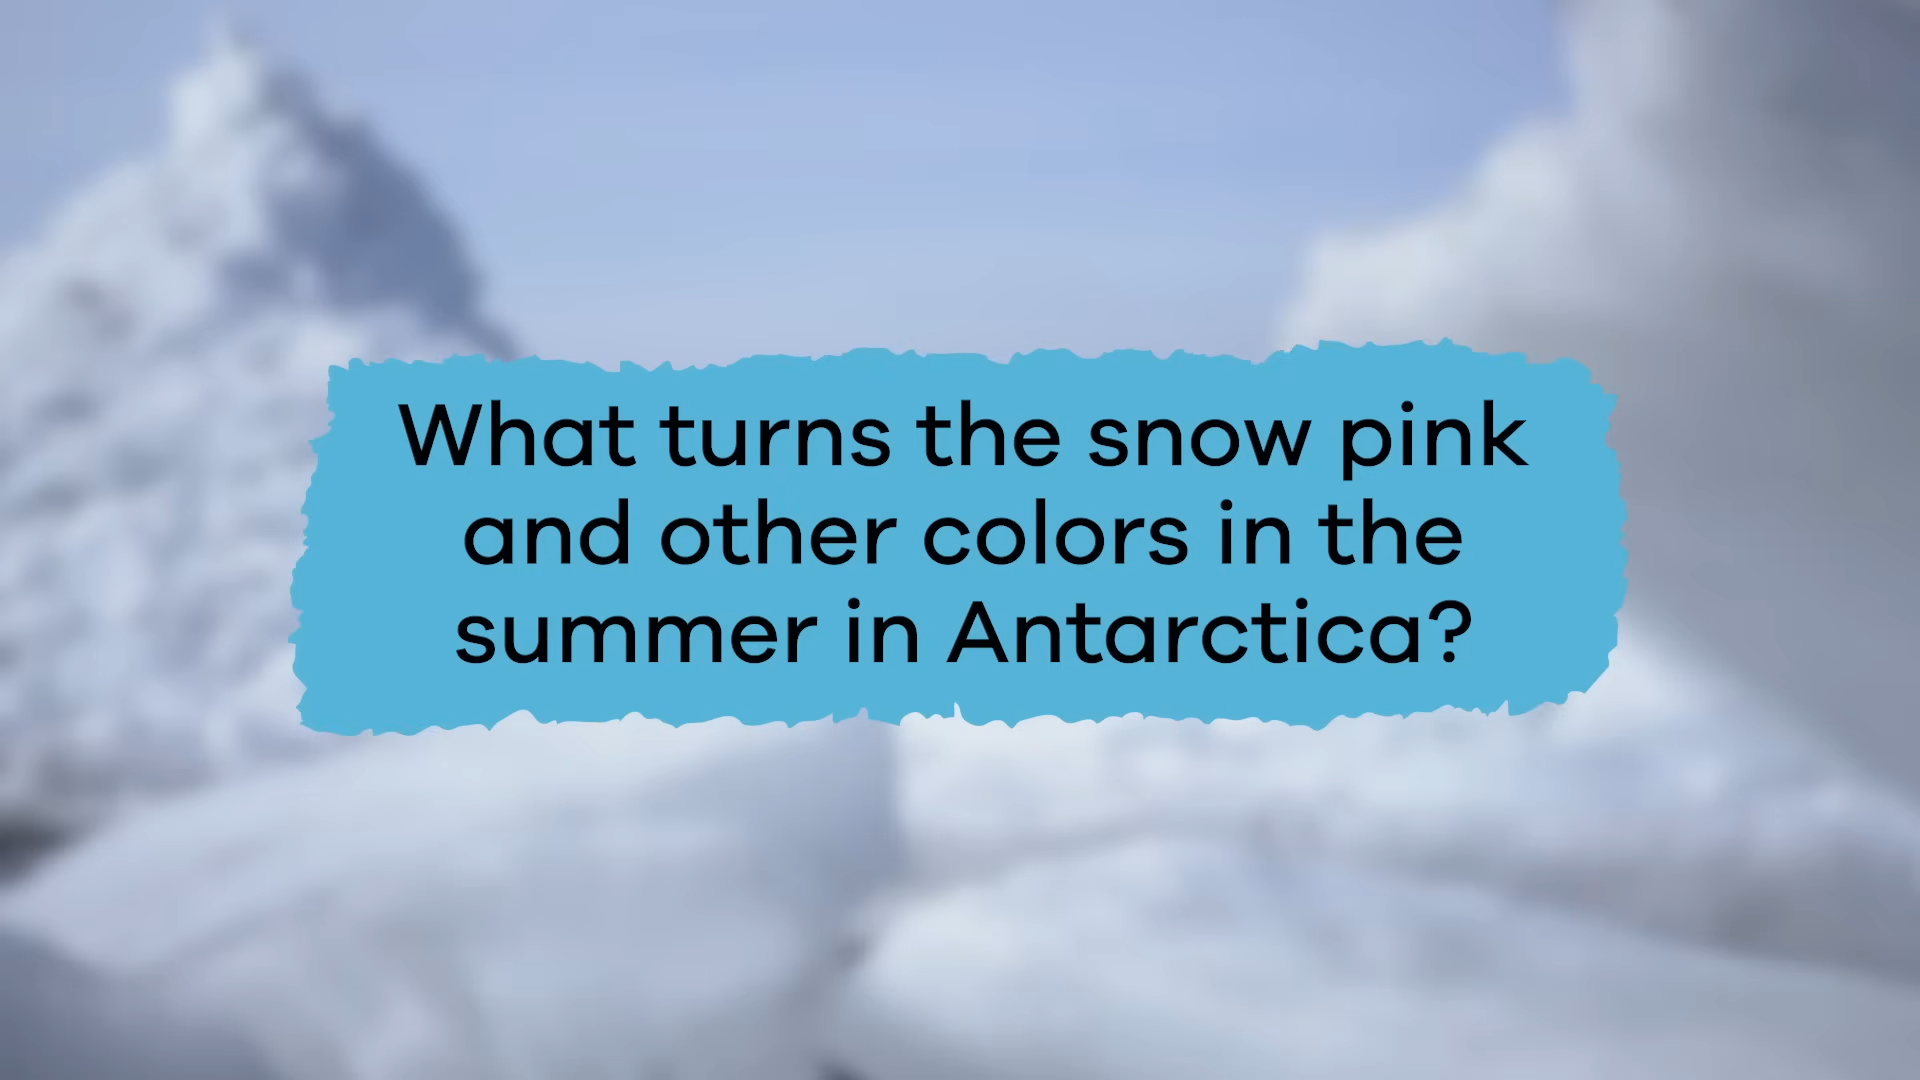 What turns the snow pink
and other colors in the
summer in Antarctica?